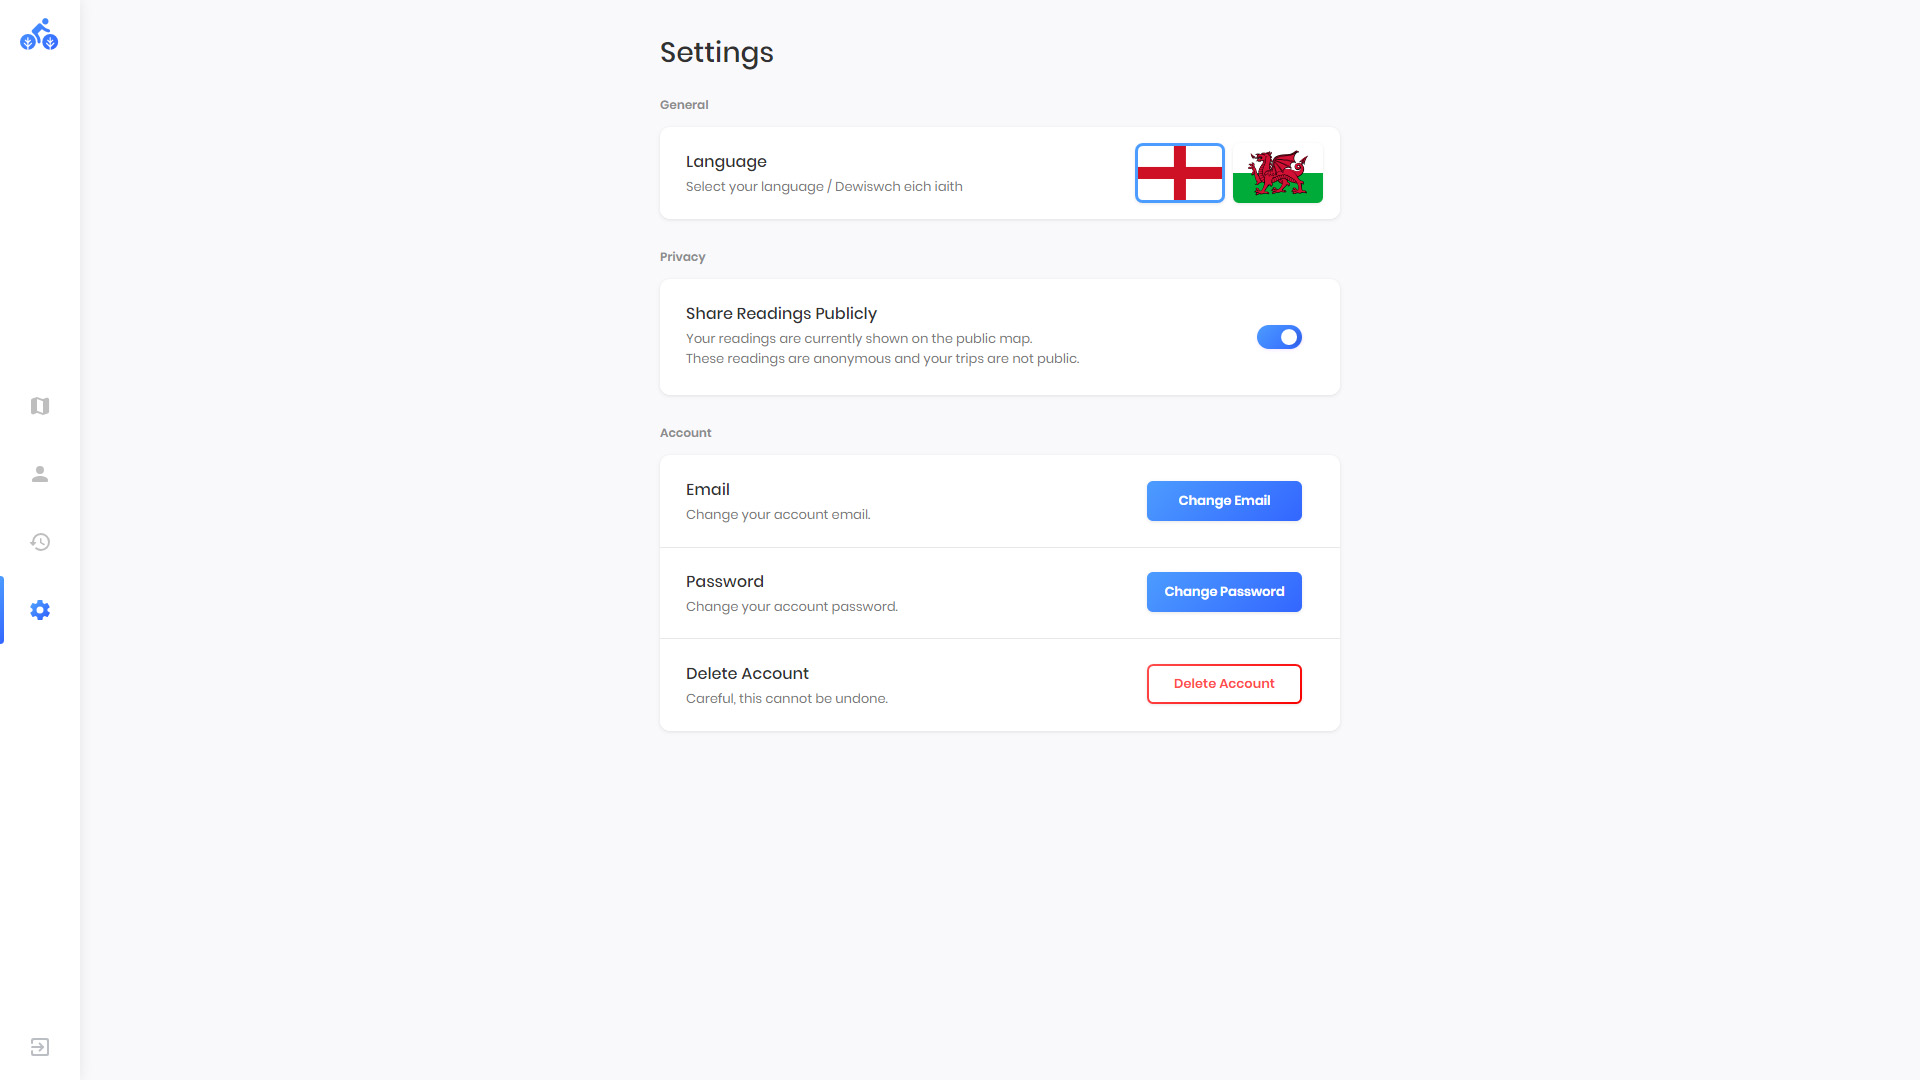 Settings
General
Language
Select your language / Dewiswch eich iaith
Privacy
Share Readings Publicly
Your readings are currently shown on the public map.
These readings are anonymous and your trips are not public.
Account
Email
Change your account email.
Change Email
Password
Change your account password.
Change Password
Delete Account
Careful, this cannot be undone.
Delete Account